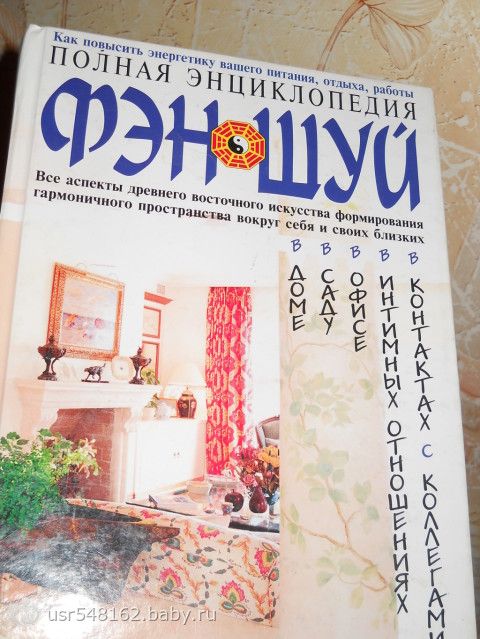 Как повысить энергетику вашего питания, отдыха, работы
ПОЛНАЯ ЭНЦИКЛОПЕДИЯ
ФЭН ШУЙ
Все аспекты древнего восточного искусства формирования
гармоничного пространства вокруг себя и своих близких
В ДОМЕ
В САДУ
В ОФИСЕ
В ИНТИМНЫХ ОТНОШЕНИЯХ
В КОНТАКТАХ С КОЛЛЕГАМИ
usr548162.baby.ru